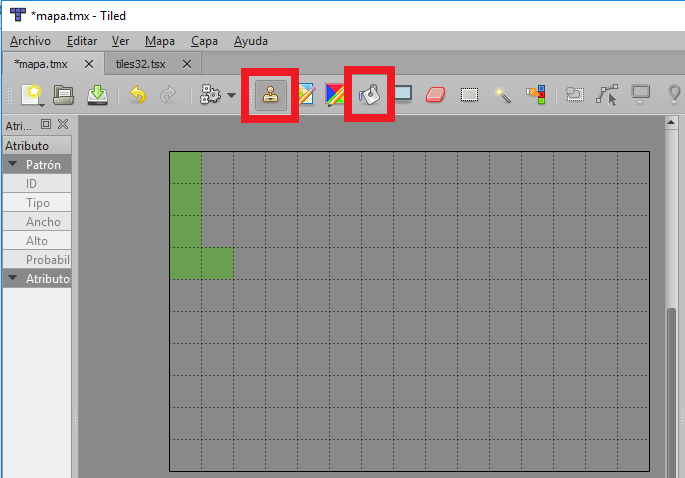 *mapa.tmx - Tiled
Archivo Editar Ver Mapa Capa Ayuda
*mapa.tmx tiles32.tsx
Atri...
Atributo
Patrón
ID
Tipo
Ancho
Alto
Probabil
Atributo